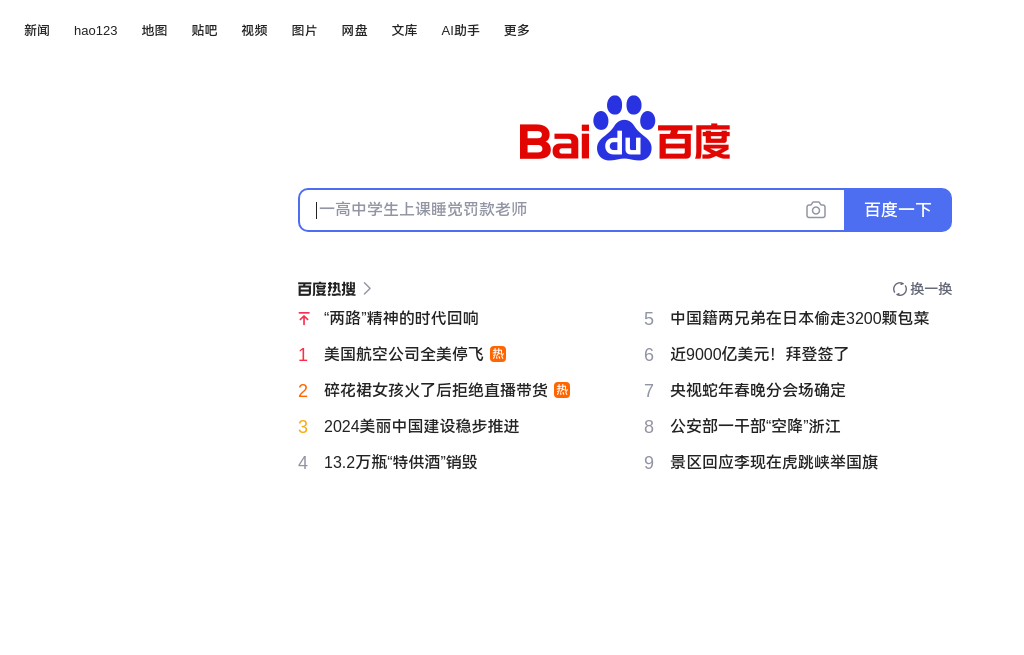 新闻 hao123 地图 贴吧 视频 图片 网盘 文库 AI助手 更多
Bai du 百度
一高中学生上课睡觉罚款老师 百度一下
百度热搜 换一换
“两路”精神的时代回响
1 美国航空公司全美停飞 热
2 碎花裙女孩火了后拒绝直播带货 热
3 2024美丽中国建设稳步推进
4 13.2万瓶“特供酒”销毁
5 中国籍两兄弟在日本偷走3200颗包菜
6 近9000亿美元！拜登签了
7 央视蛇年春晚分会场确定
8 公安部一干部“空降”浙江
9 景区回应李现在虎跳峡举国旗